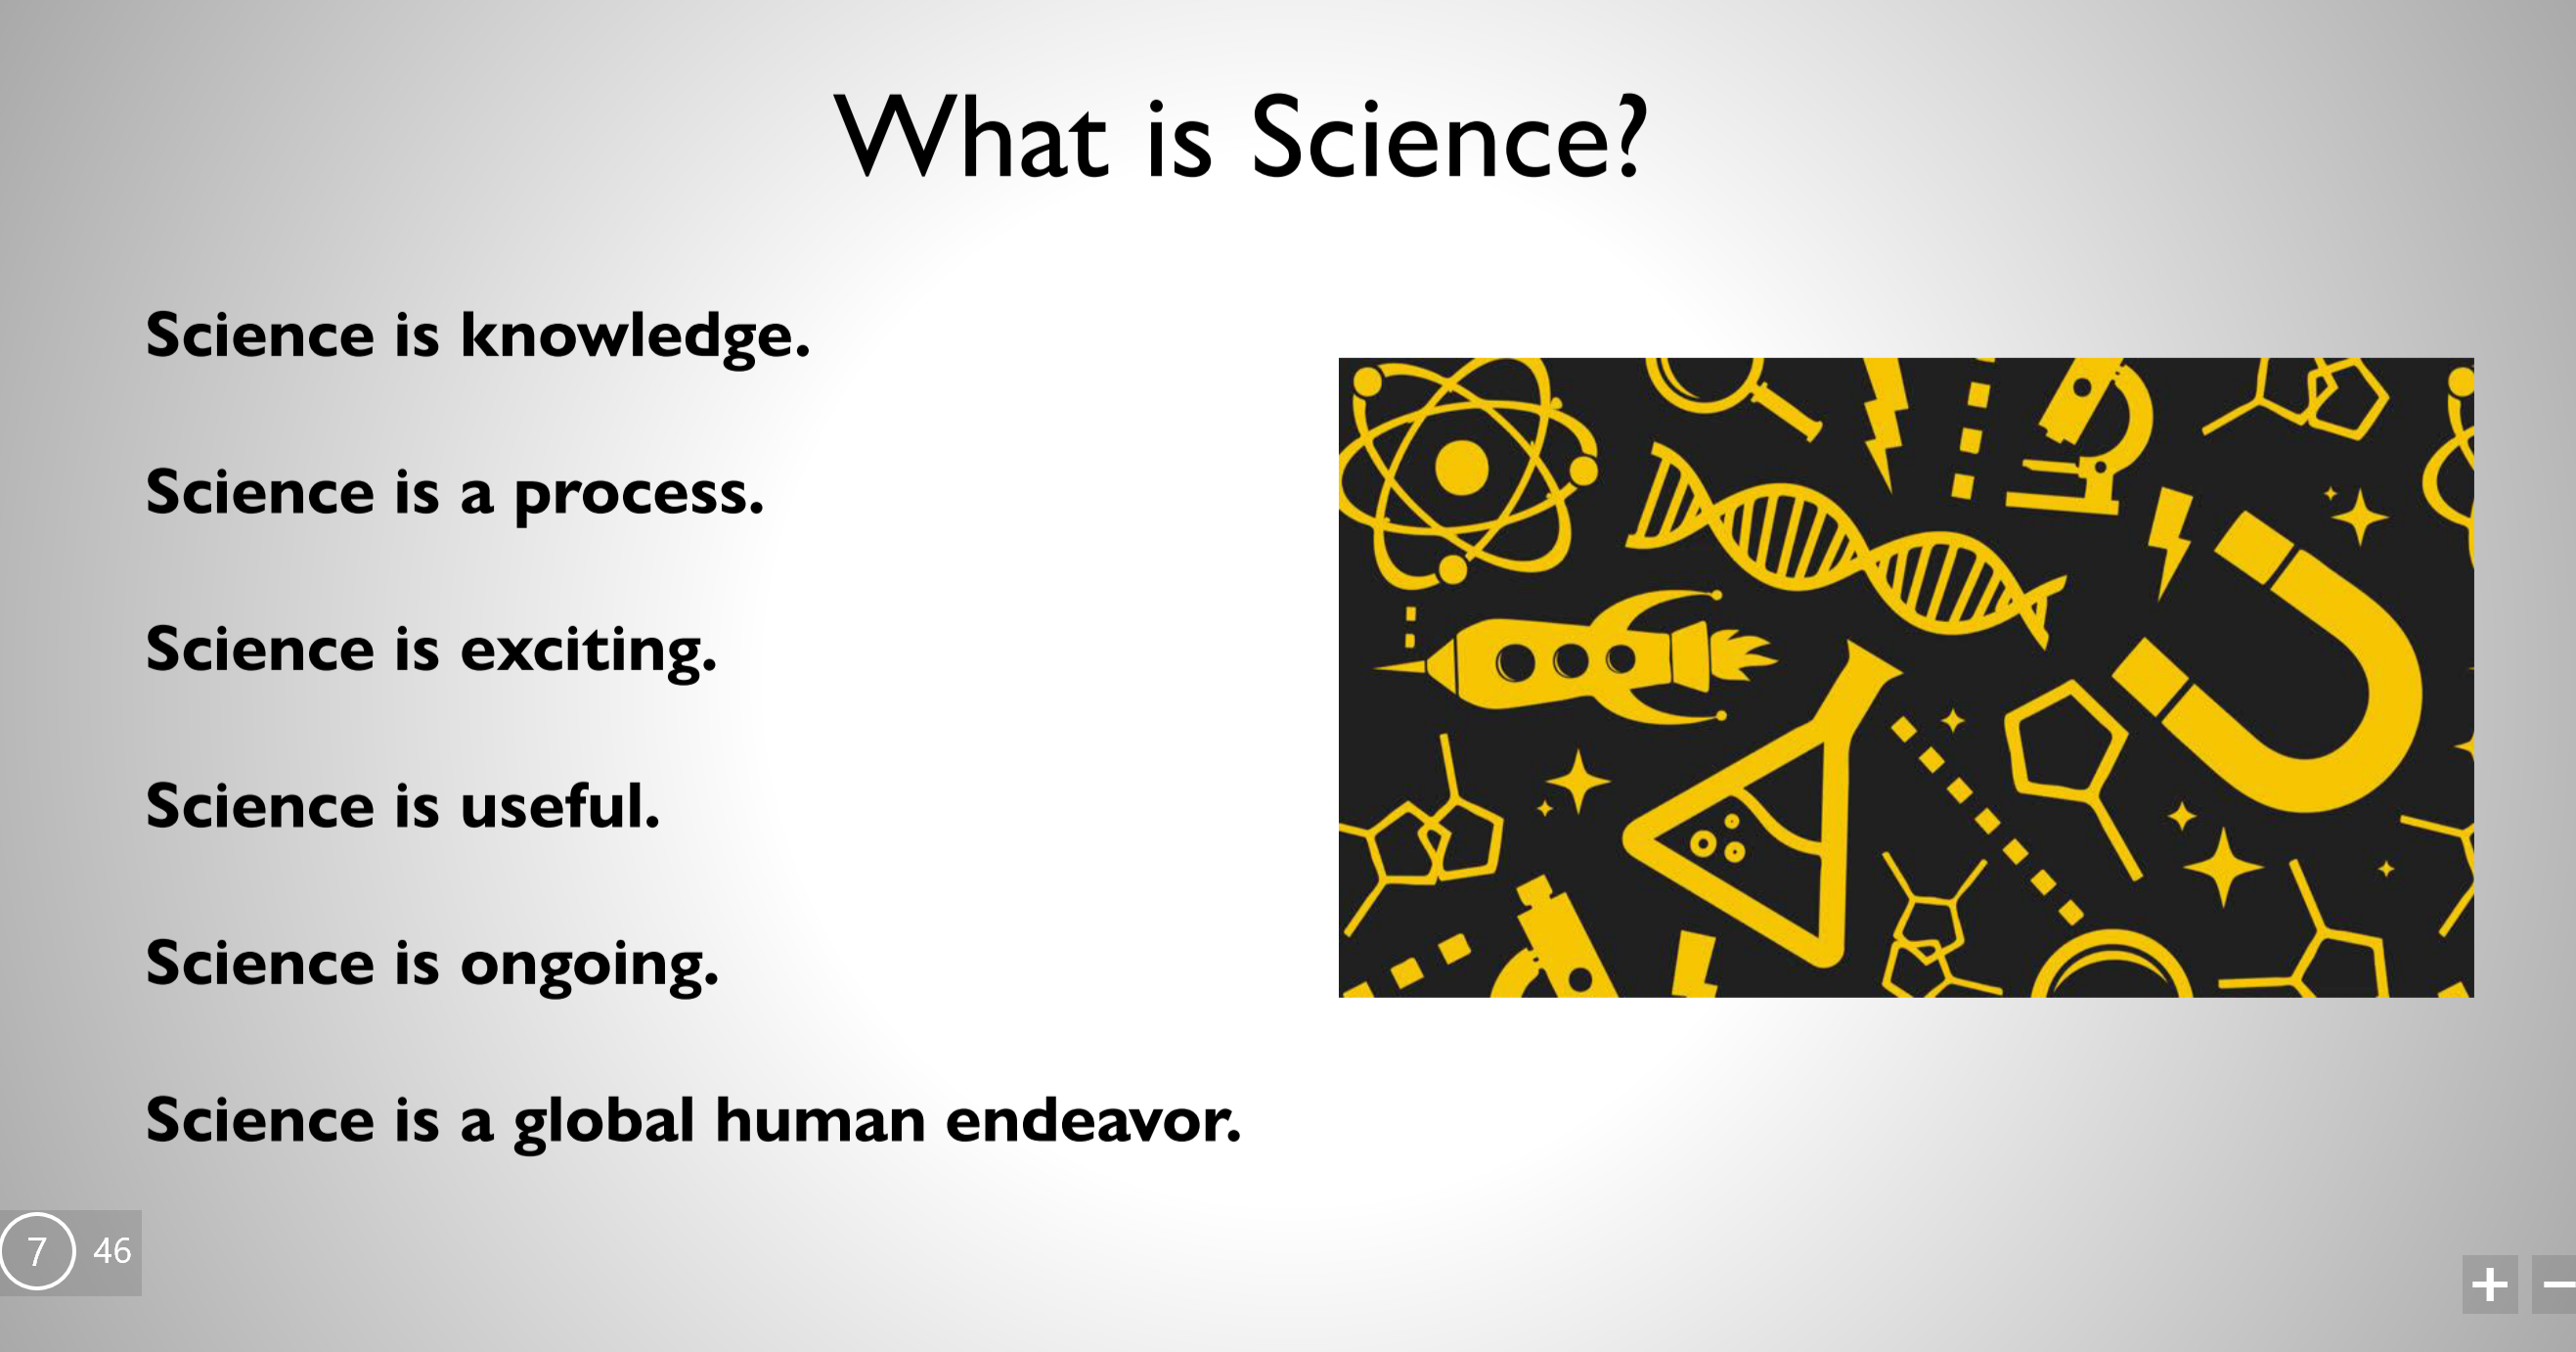 What is Science?
Science is knowledge.
Science is a process.
Science is exciting.
Science is useful.
Science is ongoing.
Science is a global human endeavor.
7 46